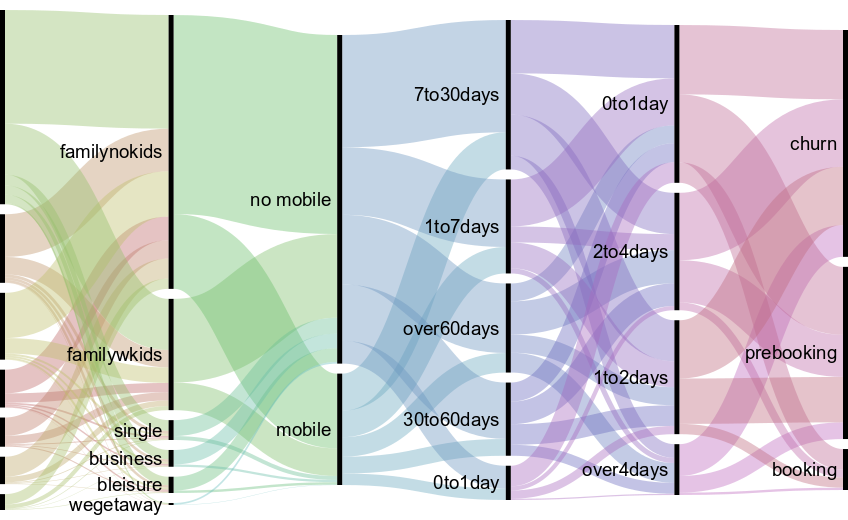 familynokids
familywkids
single
business
bleisure
wegetaway
no mobile
mobile
7to30days
1to7days
over60days
30to60days
0to1day
0to1day
2to4days
1to2days
over4days
churn
prebooking
booking